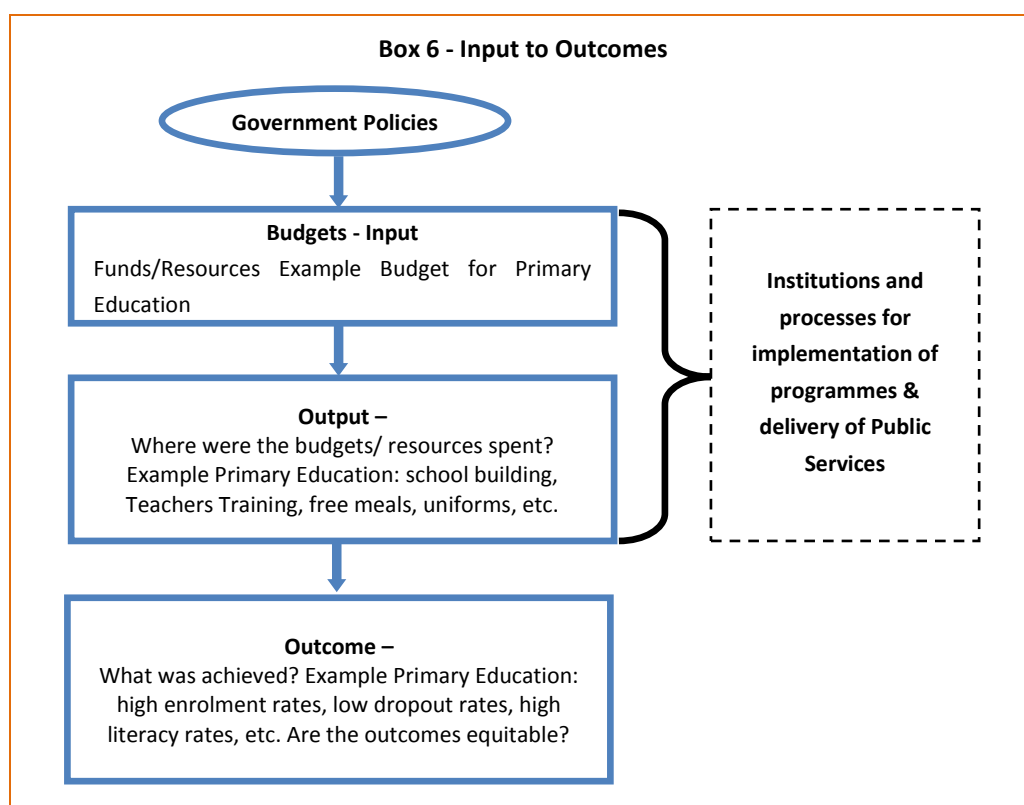 Box 6 - Input to Outcomes
Government Policies
Budgets - Input
Funds/Resources Example Budget for Primary
Education
Output –
Where were the budgets/ resources spent?
Example Primary Education: school building,
Teachers Training, free meals, uniforms, etc.
Outcome –
What was achieved? Example Primary Education:
high enrolment rates, low dropout rates, high
literacy rates, etc. Are the outcomes equitable?
Institutions and
processes for
implementation of
programmes &
delivery of Public
Services